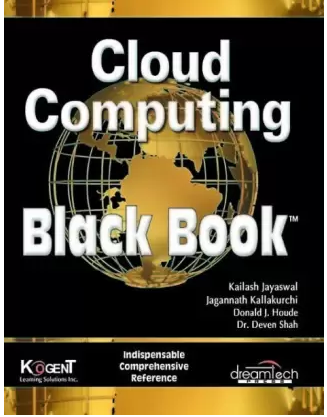 Cloud
Computing
Black Book™
Kailash Jayaswal
Jagannath Kallakurchi
Donald J. Houde
Dr. Deven Shah
Indispensable
Comprehensive
Reference
KOGENT
Learning Solutions Inc.
dreamtech
PRESS